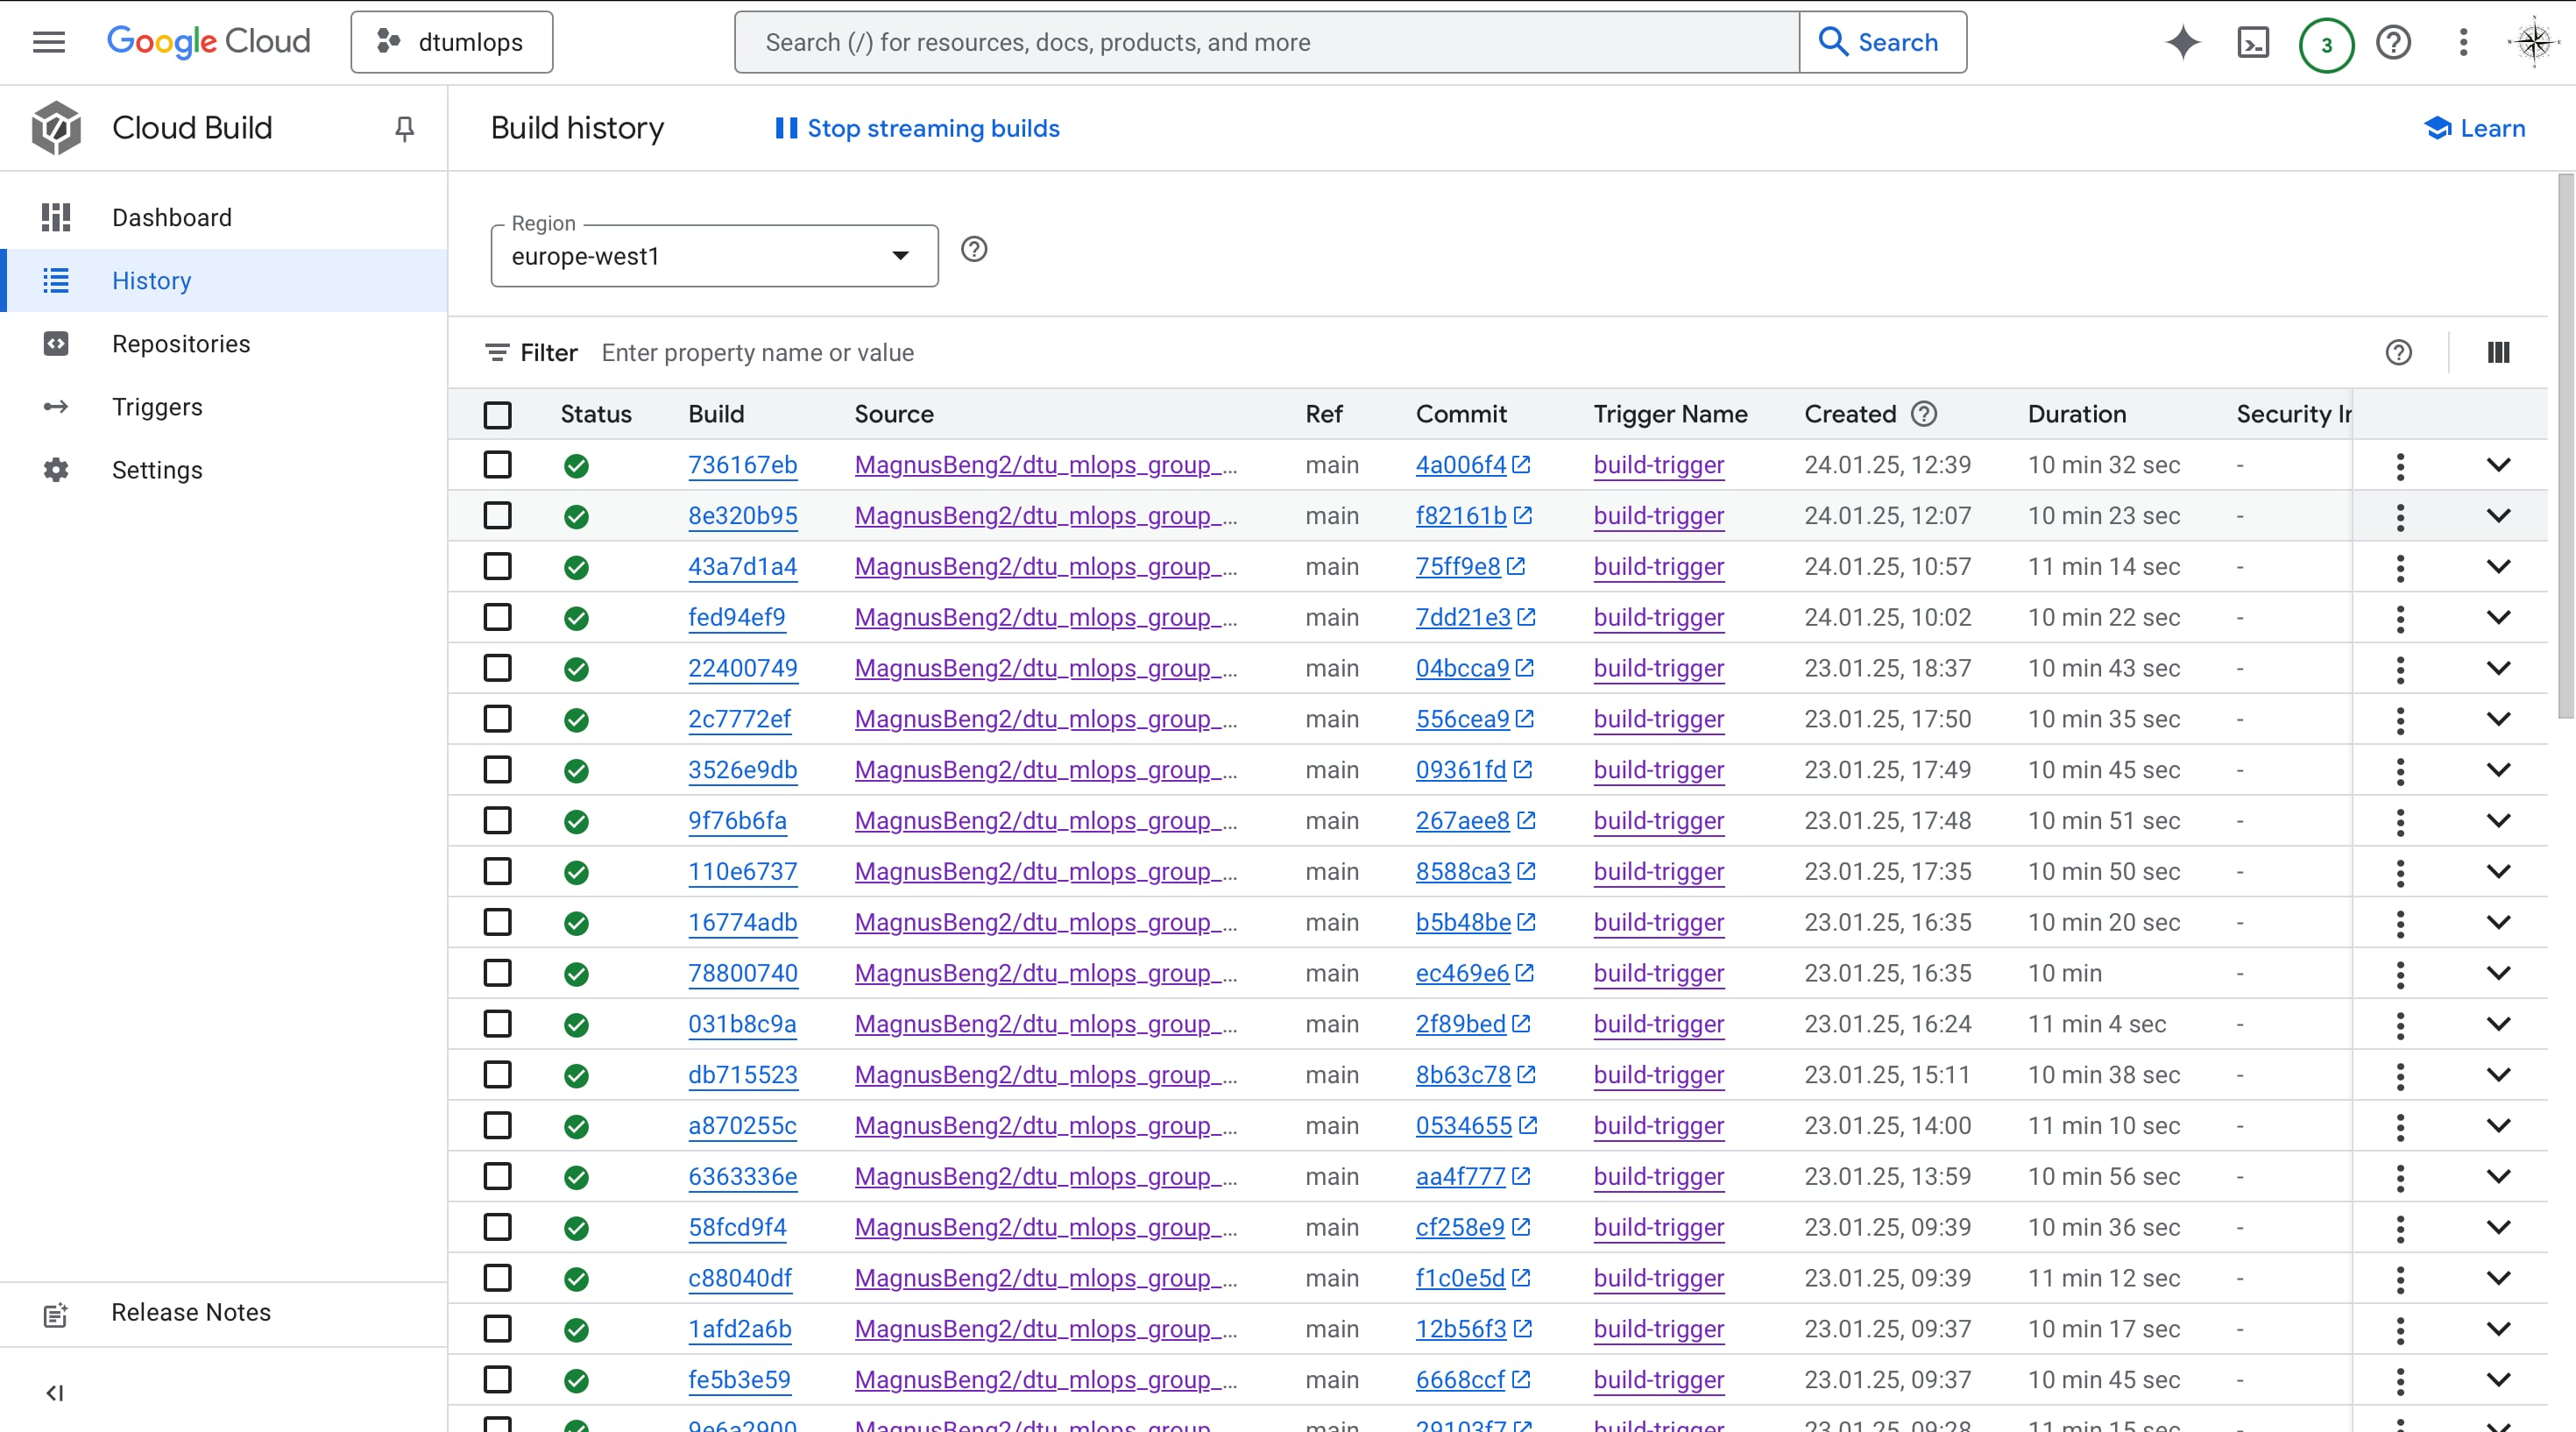 Google Cloud
dtumlops
Search (/) for resources, docs, products, and more
Search
3
Cloud Build
Build history
Stop streaming builds
Learn
Dashboard
History
Repositories
Triggers
Settings
Release Notes
Region
europe-west1
Filter Enter property name or value
Status Build Source Ref Commit Trigger Name Created Duration Security In
736167eb MagnusBeng2/dtu_mlops_group_... main 4a006f4 build-trigger 24.01.25, 12:39 10 min 32 sec -
8e320b95 MagnusBeng2/dtu_mlops_group_... main f82161b build-trigger 24.01.25, 12:07 10 min 23 sec -
43a7d1a4 MagnusBeng2/dtu_mlops_group_... main 75ff9e8 build-trigger 24.01.25, 10:57 11 min 14 sec -
fed94ef9 MagnusBeng2/dtu_mlops_group_... main 7dd21e3 build-trigger 24.01.25, 10:02 10 min 22 sec -
22400749 MagnusBeng2/dtu_mlops_group_... main 04bcca9 build-trigger 23.01.25, 18:37 10 min 43 sec -
2c7772ef MagnusBeng2/dtu_mlops_group_... main 556cea9 build-trigger 23.01.25, 17:50 10 min 35 sec -
3526e9db MagnusBeng2/dtu_mlops_group_... main 09361fd build-trigger 23.01.25, 17:49 10 min 45 sec -
9f76b6fa MagnusBeng2/dtu_mlops_group_... main 267aee8 build-trigger 23.01.25, 17:48 10 min 51 sec -
110e6737 MagnusBeng2/dtu_mlops_group_... main 8588ca3 build-trigger 23.01.25, 17:35 10 min 50 sec -
16774adb MagnusBeng2/dtu_mlops_group_... main b5b48be build-trigger 23.01.25, 16:35 10 min 20 sec -
78800740 MagnusBeng2/dtu_mlops_group_... main ec469e6 build-trigger 23.01.25, 16:35 10 min -
031b8c9a MagnusBeng2/dtu_mlops_group_... main 2f89bed build-trigger 23.01.25, 16:24 11 min 4 sec -
db715523 MagnusBeng2/dtu_mlops_group_... main 8b63c78 build-trigger 23.01.25, 15:11 10 min 38 sec -
a870255c MagnusBeng2/dtu_mlops_group_... main 0534655 build-trigger 23.01.25, 14:00 11 min 10 sec -
6363336e MagnusBeng2/dtu_mlops_group_... main aa4f777 build-trigger 23.01.25, 13:59 10 min 56 sec -
58fcd9f4 MagnusBeng2/dtu_mlops_group_... main cf258e9 build-trigger 23.01.25, 09:39 10 min 36 sec -
c88040df MagnusBeng2/dtu_mlops_group_... main f1c0e5d build-trigger 23.01.25, 09:39 11 min 12 sec -
1afd2a6b MagnusBeng2/dtu_mlops_group_... main 12b56f3 build-trigger 23.01.25, 09:37 10 min 17 sec -
fe5b3e59 MagnusBeng2/dtu_mlops_group_... main 6668ccf build-trigger 23.01.25, 09:37 10 min 45 sec -
9e6a2900 MagnusBeng2/dtu_mlops_group_... main 29103f7 build-trigger 23.01.25, 09:28 11 min 15 sec -